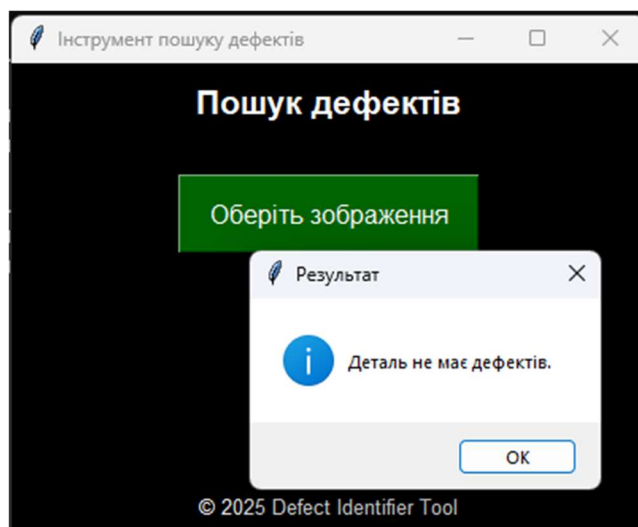 Інструмент пошуку дефектів
Пошук дефектів
Оберіть зображення
Результат
Деталь не має дефектів.
OK
© 2025 Defect Identifier Tool